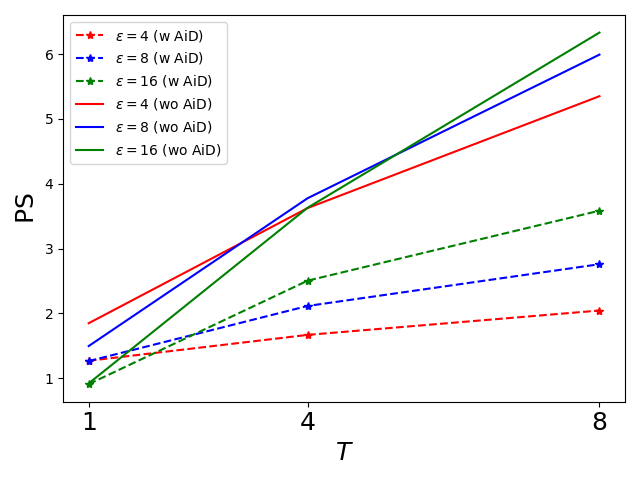 6
5
4
3
2
1
PS
ε = 4 (w AiD)
ε = 8 (w AiD)
ε = 16 (w AiD)
ε = 4 (wo AiD)
ε = 8 (wo AiD)
ε = 16 (wo AiD)
1 4 8
T